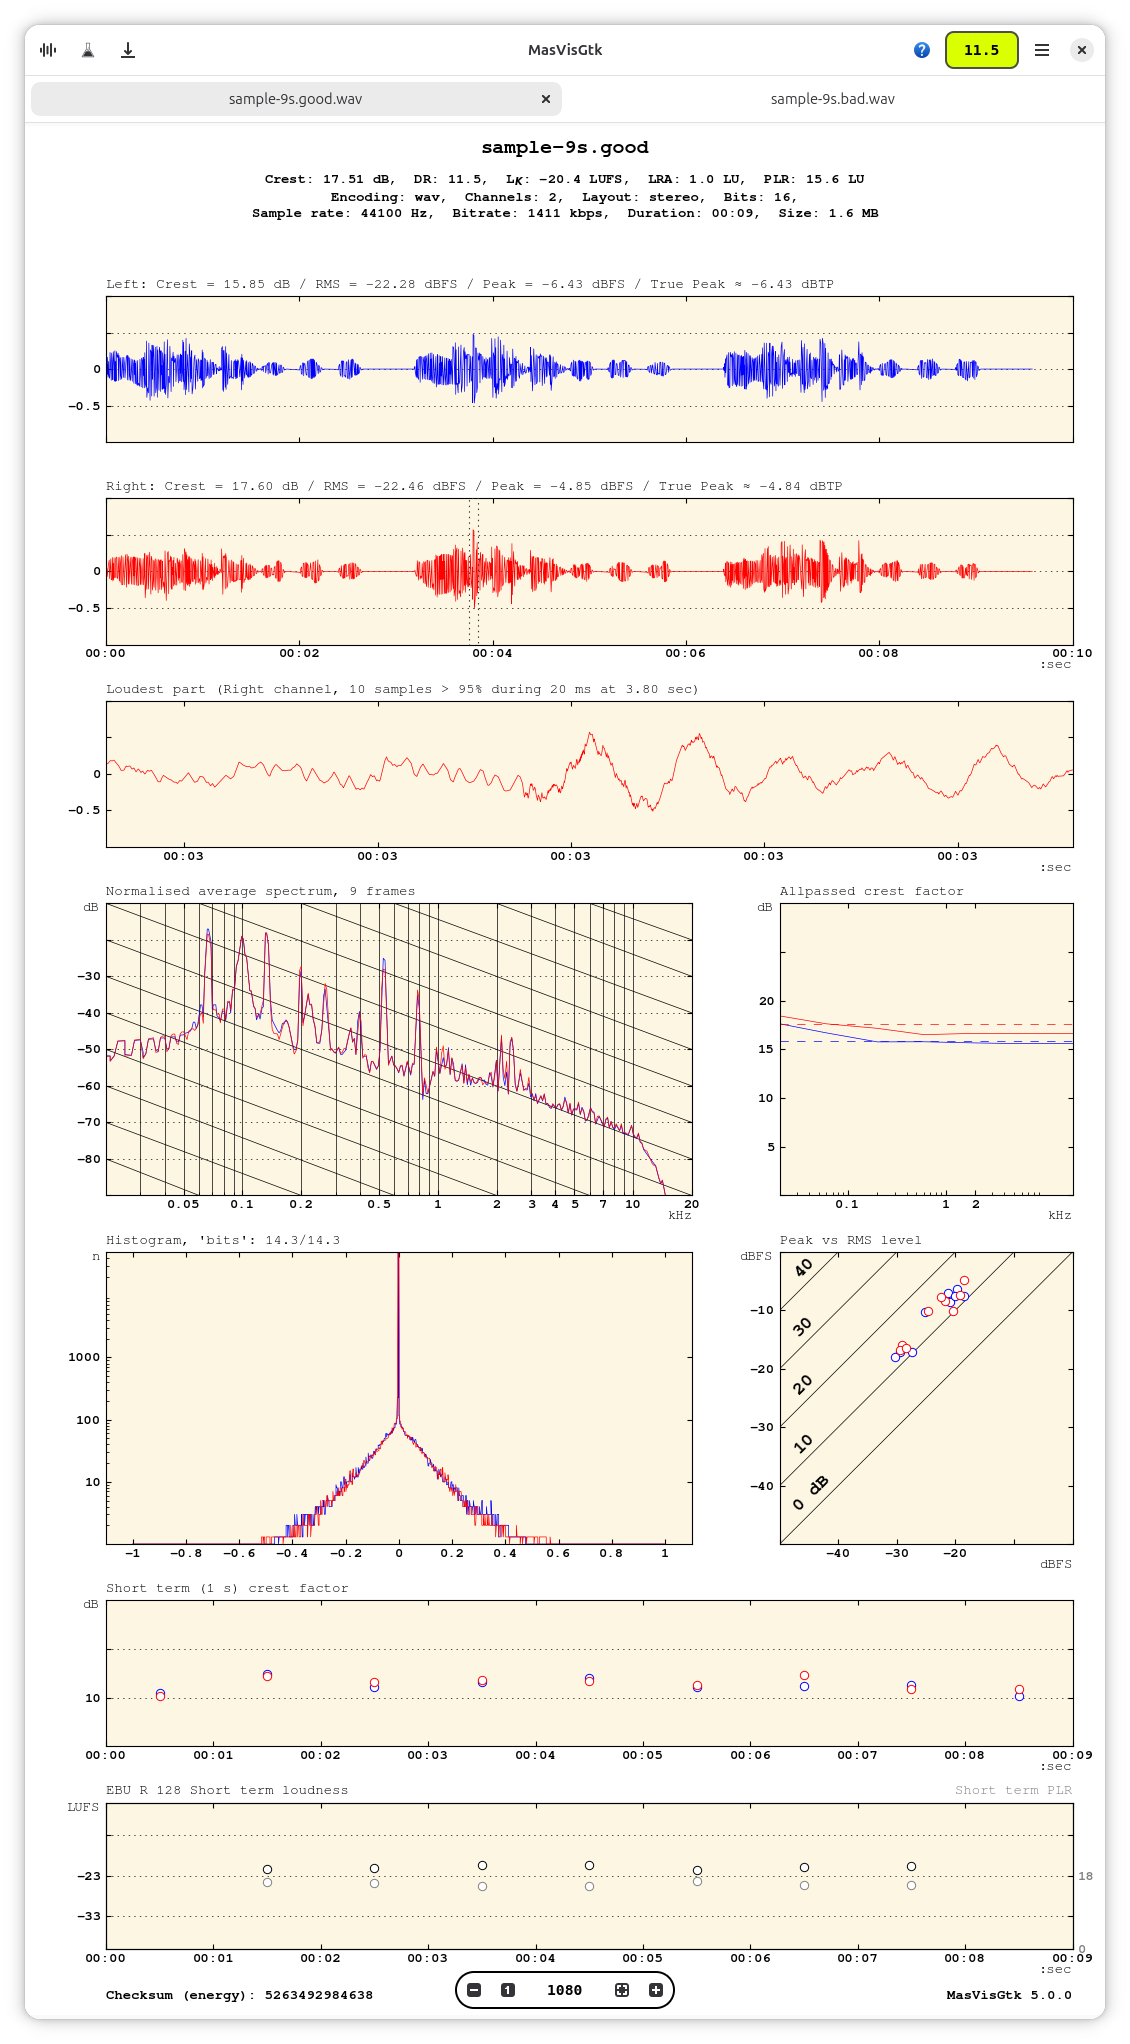 MasVisGtk
? 11.5
sample-9s.good.wav
sample-9s.bad.wav
sample-9s.good
Crest: 17.51 dB, DR: 11.5, LK: -20.4 LUFS, LRA: 1.0 LU, PLR: 15.6 LU
Encoding: wav, Channels: 2, Layout: stereo, Bits: 16,
Sample rate: 44100 Hz, Bitrate: 1411 kbps, Duration: 00:09, Size: 1.6 MB
Left: Crest = 15.85 dB / RMS = -22.28 dBFS / Peak = -6.43 dBFS / True Peak ≈ -6.43 dBTP
0
-0.5
Right: Crest = 17.60 dB / RMS = -22.46 dBFS / Peak = -4.85 dBFS / True Peak ≈ -4.84 dBTP
0
-0.5
00:00 00:02 00:04 00:06 00:08 00:10
:sec
Loudest part (Right channel, 10 samples > 95% during 20 ms at 3.80 sec)
0
-0.5
00:03 00:03 00:03 00:03 00:03
:sec
Normalised average spectrum, 9 frames
dB
-30
-40
-50
-60
-70
-80
0.05 0.1 0.2 0.5 1 2 3 4 5 7 10 20
kHz
Allpassed crest factor
dB
20
15
10
5
0.1 1 2
kHz
Histogram, 'bits': 14.3/14.3
n
1000
100
10
-1 -0.8 -0.6 -0.4 -0.2 0 0.2 0.4 0.6 0.8 1
Peak vs RMS level
dBFS
-10
-20
-30
-40
40
30
20
10
0 dB
-40 -30 -20
dBFS
Short term (1 s) crest factor
dB
10
00:00 00:01 00:02 00:03 00:04 00:05 00:06 00:07 00:08 00:09
:sec
EBU R 128 Short term loudness
Short term PLR
LUFS
-23
18
-33
0
00:00 00:01 00:02 00:03 00:04 00:05 00:06 00:07 00:08 00:09
:sec
Checksum (energy): 5263492984638
1 1080
MasVisGtk 5.0.0